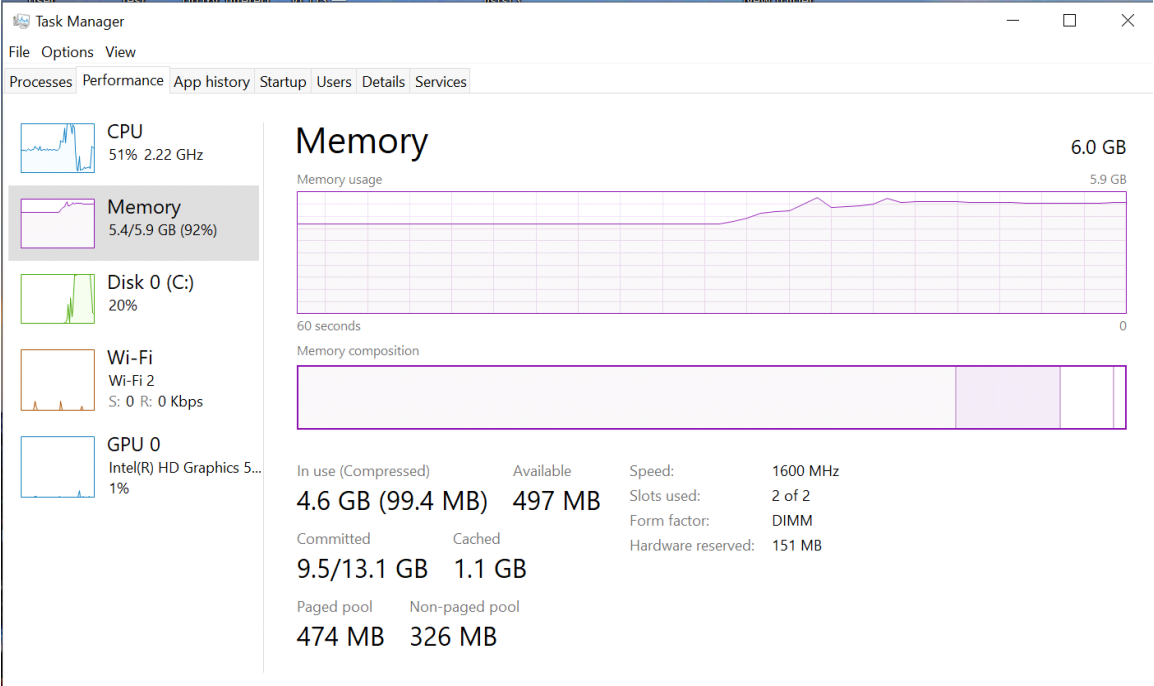 Task Manager
File Options View
Processes Performance App history Startup Users Details Services
CPU
51% 2.22 GHz
Memory
5.4/5.9 GB (92%)
Disk 0 (C:)
20%
Wi-Fi
Wi-Fi 2
S: 0 R: 0 Kbps
GPU 0
Intel(R) HD Graphics 5...
1%
Memory 6.0 GB
Memory usage 5.9 GB
60 seconds 0
Memory composition
In use (Compressed) Available
4.6 GB (99.4 MB) 497 MB
Committed Cached
9.5/13.1 GB 1.1 GB
Paged pool Non-paged pool
474 MB 326 MB
Speed: 1600 MHz
Slots used: 2 of 2
Form factor: DIMM
Hardware reserved: 151 MB